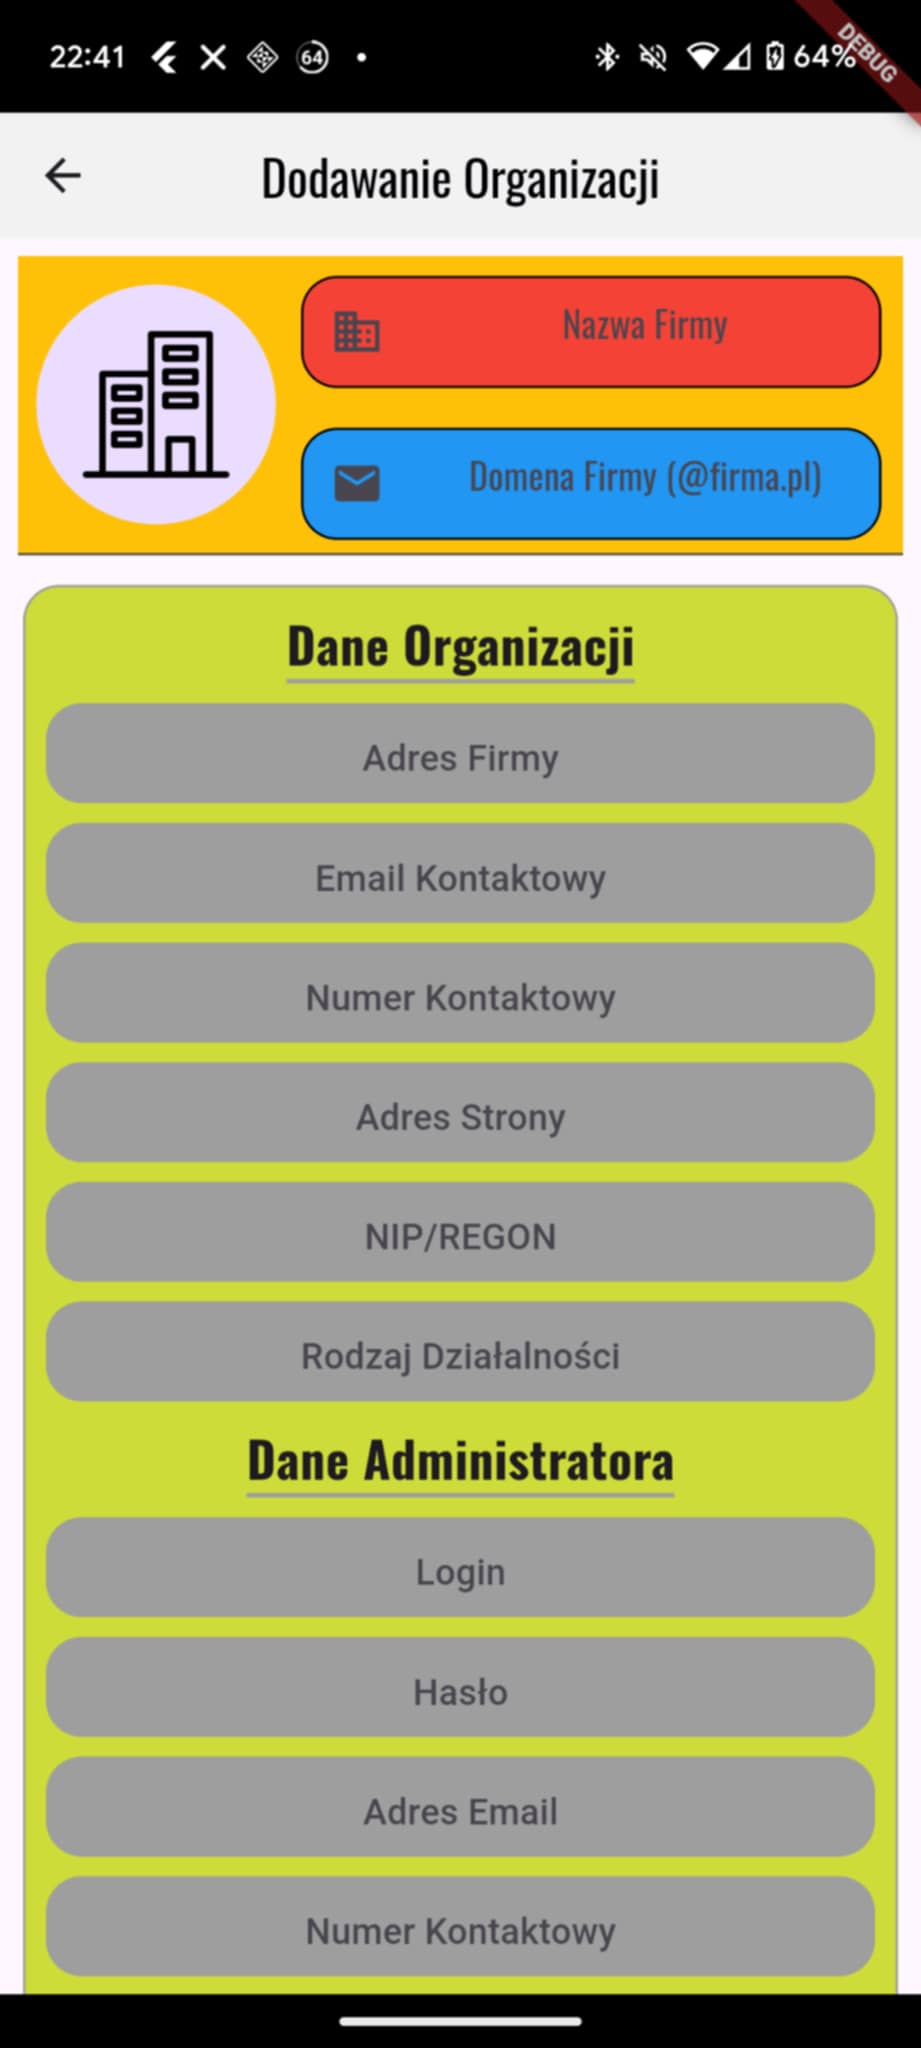 22:41 64 64%
DEBUG
Dodawanie Organizacji
Nazwa Firmy
Domena Firmy (@firma.pl)
Dane Organizacji
Adres Firmy
Email Kontaktowy
Numer Kontaktowy
Adres Strony
NIP/REGON
Rodzaj Działalności
Dane Administratora
Login
Hasło
Adres Email
Numer Kontaktowy